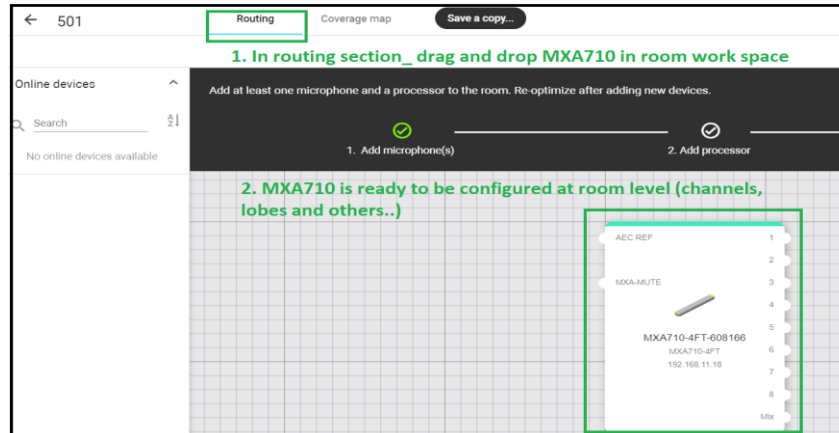 501
Routing
Coverage map
Save a copy...
1. In routing section_ drag and drop MXA710 in room work space
Online devices
Search
A
Z
No online devices available
Add at least one microphone and a processor to the room. Re-optimize after adding new devices.
1. Add microphone(s)
2. Add processor
2. MXA710 is ready to be configured at room level (channels,
lobes and others..)
AEC REF
1
2
MXA-MUTE
3
4
5
MXA710-4FT-608166
MXA710-4FT
6
192.168.11.18
7
8
Mix